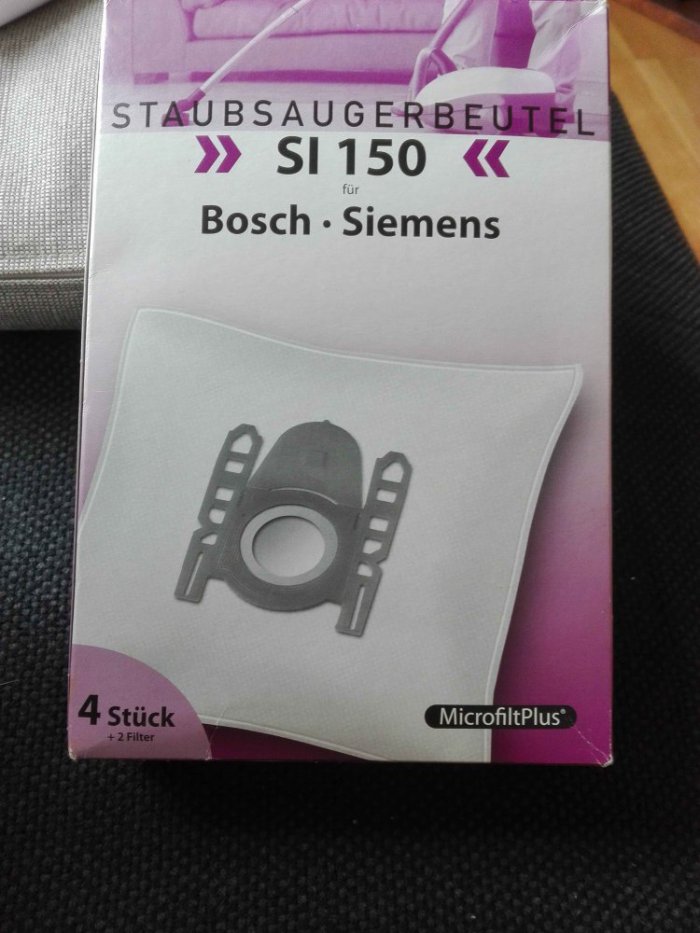 STAUBSAUGERBEUTEL
SI 150
für
Bosch · Siemens
4 Stück
+ 2 Filter
MicrofiltPlus®